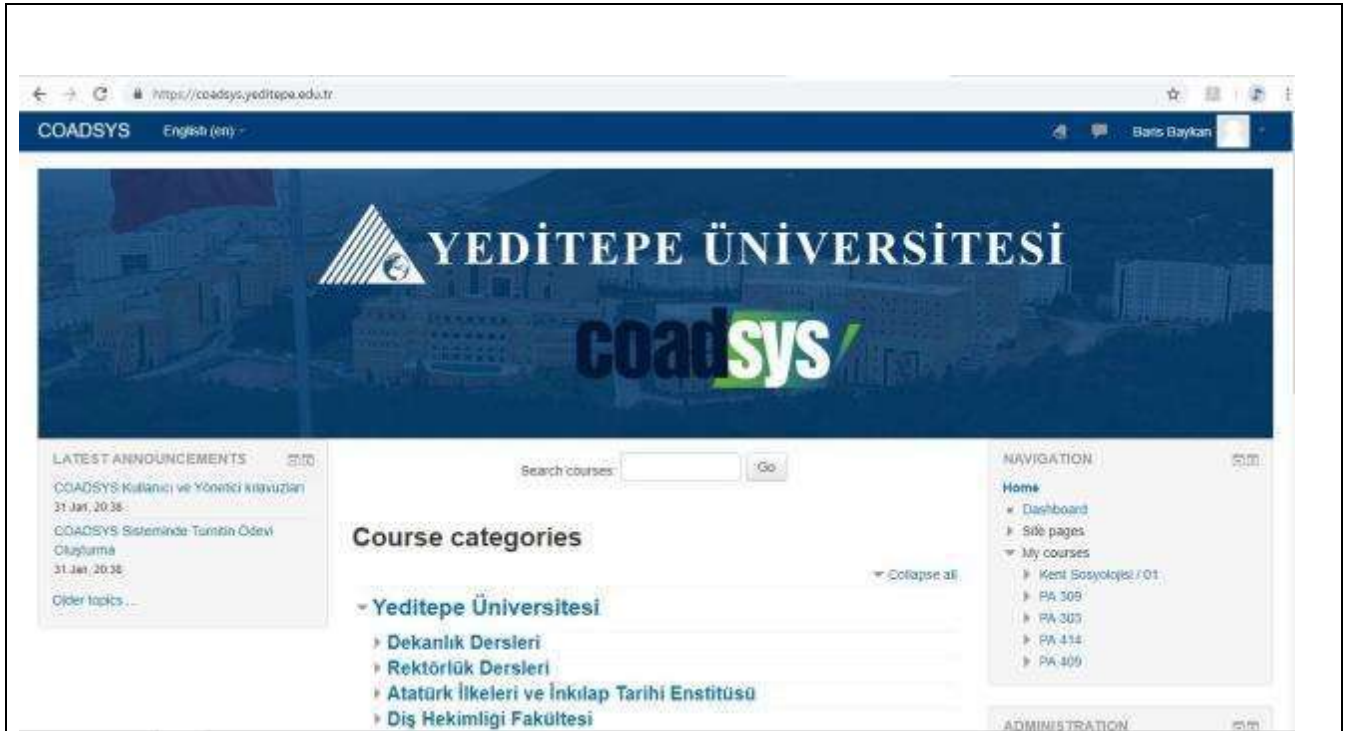 https://coadsys.yeditepe.edu.tr
COADSYS English (en)
Baris Baykan
YEDİTEPE ÜNİVERSİTESİ
coadsys
LATEST ANNOUNCEMENTS
COADSYS Kullanıcı ve Yönetici kılavuzları
31 Jan, 20:36
COADSYS Sisteminde Turnitin Ödevi
Oluşturma
31 Jan, 20:36
Older topics ...
Search courses: Go
Course categories
Collapse all
Yeditepe Üniversitesi
Dekanlık Dersleri
Rektörlük Dersleri
Atatürk İlkeleri ve İnkılap Tarihi Enstitüsü
Diş Hekimligi Fakültesi
NAVIGATION
Home
Dashboard
Site pages
My courses
Kent Sosyolojisi / 01
PA 309
PA 303
PA 414
PA 409
ADMINISTRATION